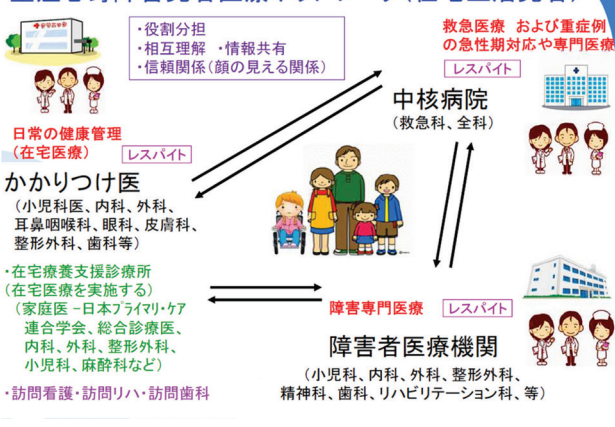 ・役割分担
・相互理解 ・情報共有
・信頼関係(顔の見える関係)
救急医療 および重症例
の急性期対応や専門医療
レスパイト
中核病院
(救急科、全科)
日常の健康管理
(在宅医療)
レスパイト
かかりつけ医
(小児科医、内科、外科、
耳鼻咽喉科、眼科、皮膚科、
整形外科、歯科等)
・在宅療養支援診療所
(在宅医療を実施する)
(家庭医-日本プライマリ・ケア
連合学会、総合診療医、
内科、外科、整形外科、
小児科、麻酔科など)
・訪問看護・訪問リハ・訪問歯科
障害専門医療
レスパイト
障害者医療機関
(小児科、内科、外科、整形外科、
精神科、歯科、リハビリテーション科、等)